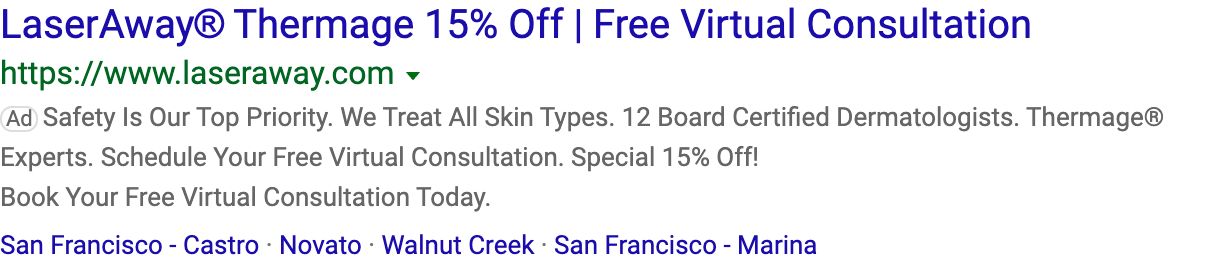 LaserAway® Thermage 15% Off | Free Virtual Consultation
https://www.laseraway.com
Ad Safety Is Our Top Priority. We Treat All Skin Types. 12 Board Certified Dermatologists. Thermage®
Experts. Schedule Your Free Virtual Consultation. Special 15% Off!
Book Your Free Virtual Consultation Today.
San Francisco - Castro · Novato · Walnut Creek · San Francisco - Marina